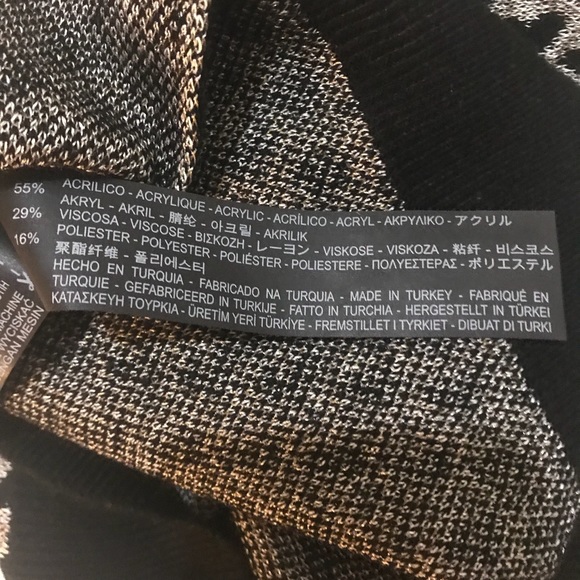 55% ACRILICO - ACRYLIQUE - ACRYLIC - ACRÍLICO - ACRYL - ΑΚΡΥΛΙΚΟ - アクリル
AKRYL - AKRIL - 腈纶 - 아크릴 - AKRILIK
29% VISCOSA - VISCOSE - ΒΙΣΚΟΖΗ - レーヨン - VISKOSE - VISKOZA - 粘纤 - 비스코스
16% POLIESTER - POLYESTER - POLIÉSTER - POLIESTERE - ΠΟΛΥΕΣΤΕΡΑΣ - ポリエステル
聚酯纤维 - 폴리에스터
HECHO EN TURQUIA - FABRICADO NA TURQUIA - MADE IN TURKEY - FABRIQUÉ EN
TURQUIE - GEFABRICEERD IN TURKIJE - FATTO IN TURCHIA - HERGESTELLT IN TÜRKEI
ΚΑΤΑΣΚΕΥΗ ΤΟΥΡΚΙΑ - ÜRETİM YERİ TÜRKİYE - FREMSTILLET I TYRKIET - DIBUAT DI TURKI